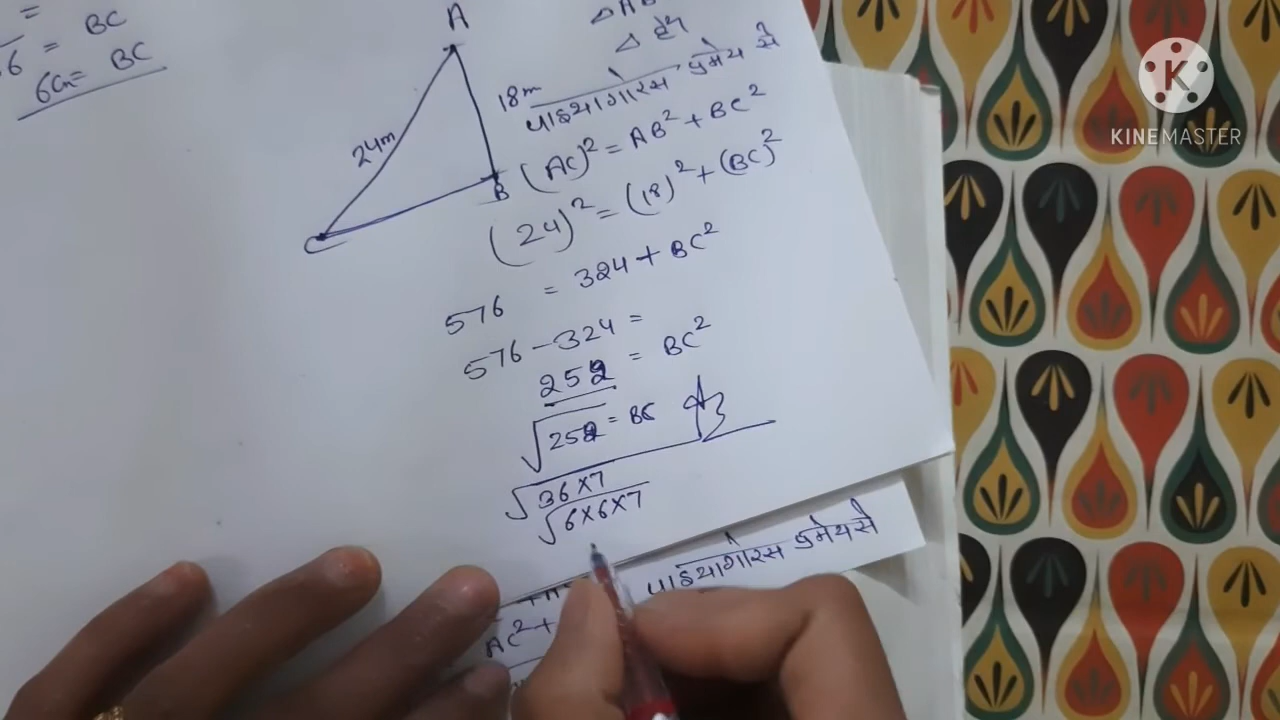 =
6 = BC
6cm = BC
A
24m
18m
B
C
△AB
△ में
पाइथागोरस प्रमेय से
(AC)² = AB² + BC²
(24)² = (18)² + (BC)²
576 = 324 + BC²
576 - 324 =
252 = BC²
√252 = BC
√36×7
√6×6×7
पाइथागोरस प्रमेय से
AC² +
K
KINEMASTER